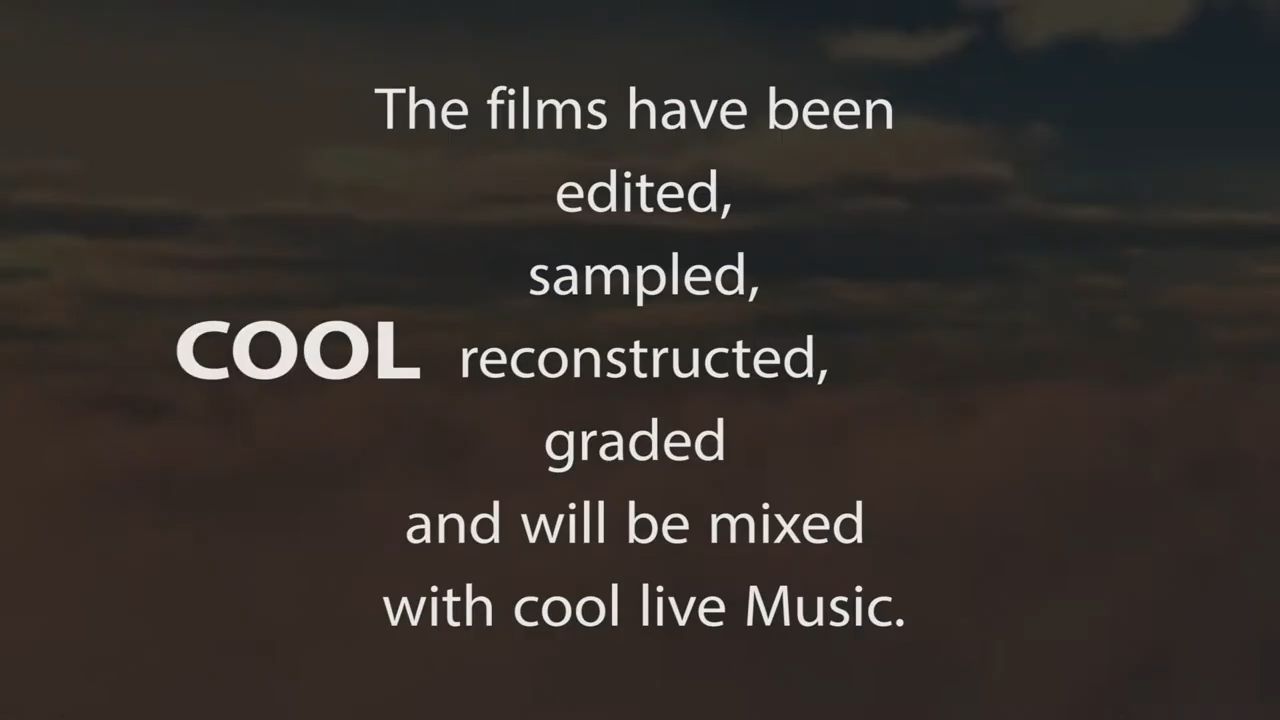 The films have been
edited,
sampled,
COOL reconstructed,
graded
and will be mixed
with cool live Music.